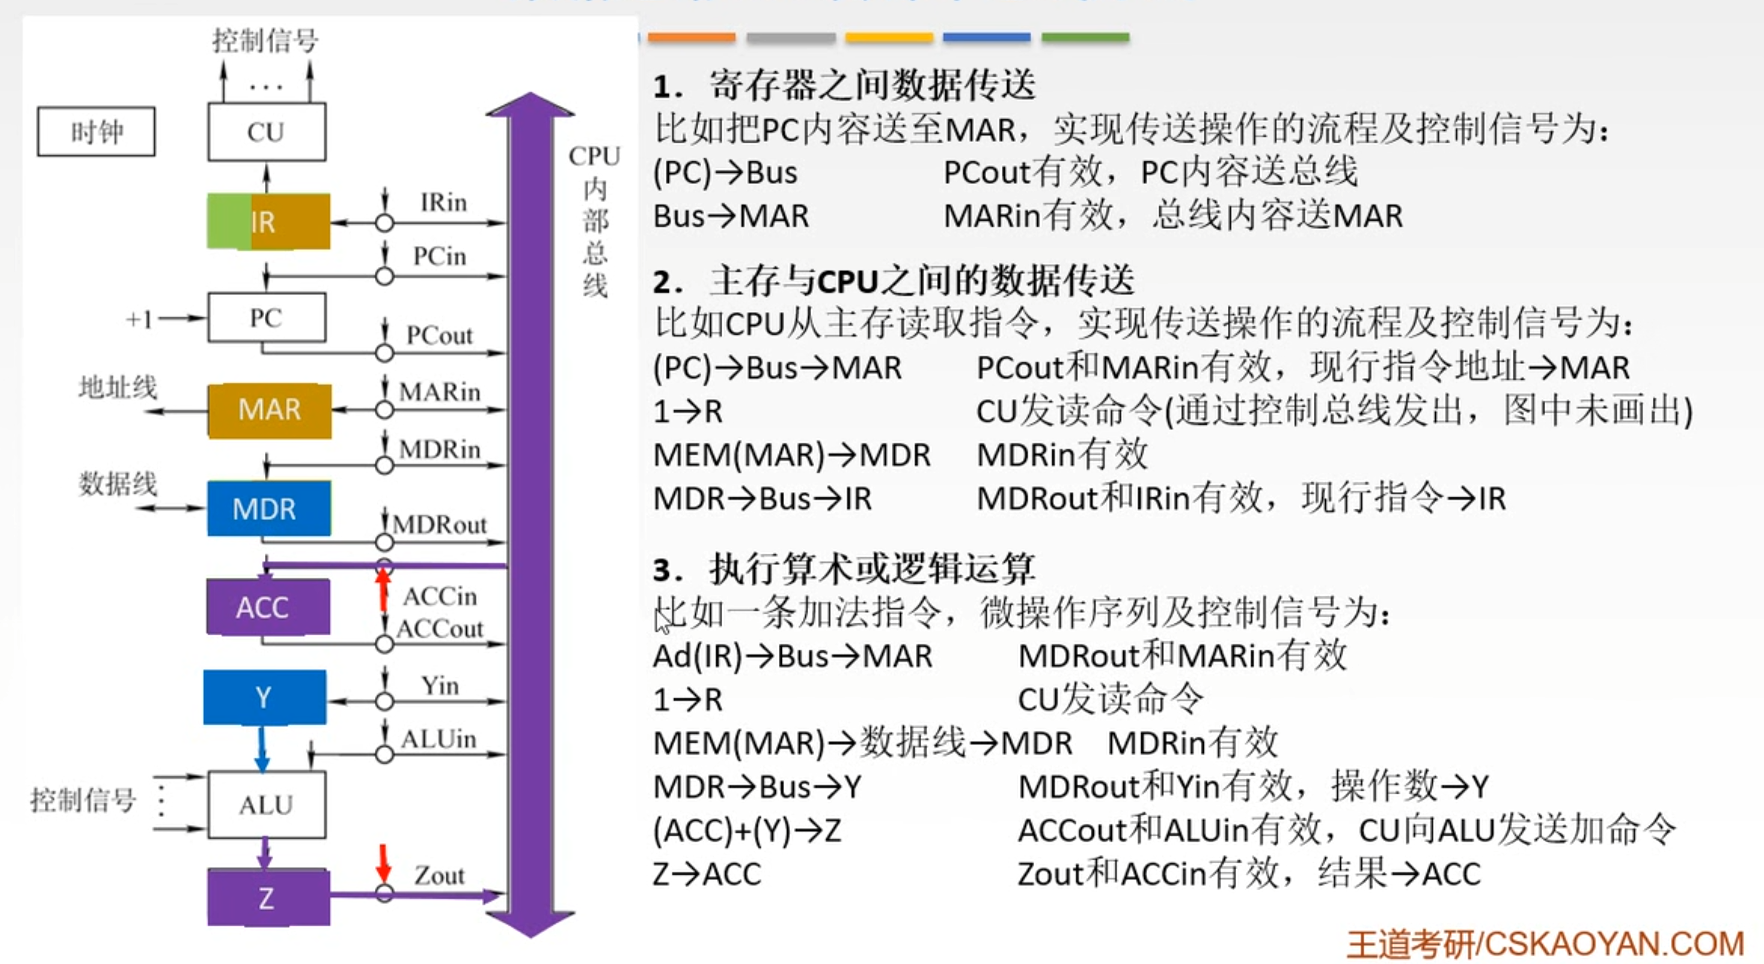 控制信号
...
时钟
CU
IR
IRin
PCin
+1
PC
PCout
地址线
MAR
MARin
MDRin
数据线
MDR
MDRout
ACC
ACCin
ACCout
Y
Yin
ALUin
控制信号
ALU
Z
Zout
CPU
内
部
总
线
1. 寄存器之间数据传送
比如把PC内容送至MAR，实现传送操作的流程及控制信号为：
(PC)→Bus PCout有效，PC内容送总线
Bus→MAR MARin有效，总线内容送MAR
2. 主存与CPU之间的数据传送
比如CPU从主存读取指令，实现传送操作的流程及控制信号为：
(PC)→Bus→MAR PCout和MARin有效，现行指令地址→MAR
1→R CU发读命令(通过控制总线发出，图中未画出)
MEM(MAR)→MDR MDRin有效
MDR→Bus→IR MDRout和IRin有效，现行指令→IR
3. 执行算术或逻辑运算
比如一条加法指令，微操作序列及控制信号为：
Ad(IR)→Bus→MAR MDRout和MARin有效
1→R CU发读命令
MEM(MAR)→数据线→MDR MDRin有效
MDR→Bus→Y MDRout和Yin有效，操作数→Y
(ACC)+(Y)→Z ACCout和ALUin有效，CU向ALU发送加命令
Z→ACC Zout和ACCin有效，结果→ACC
王道考研/CSKAOYAN.COM